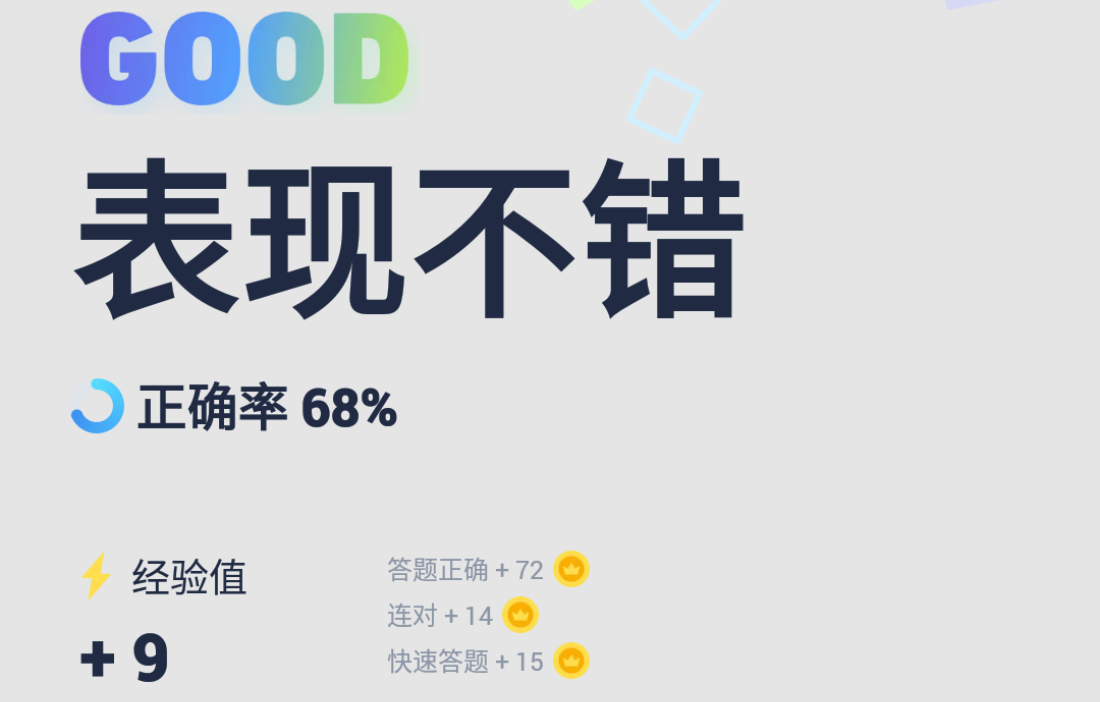 GOOD
表现不错
正确率 68%
经验值
+ 9
答题正确 + 72
连对 + 14
快速答题 + 15